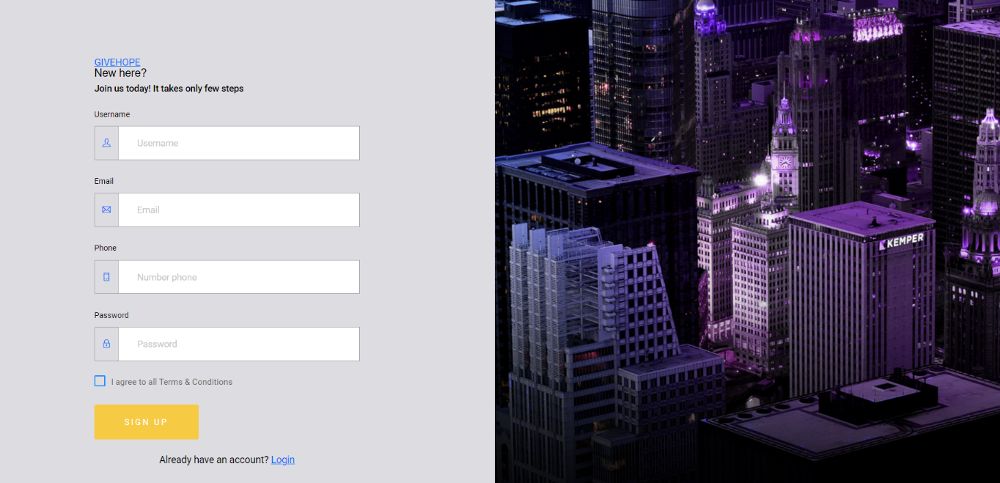 GIVEHOPE
New here?
Join us today! It takes only few steps
Username
Username
Email
Email
Phone
Number phone
Password
Password
I agree to all Terms & Conditions
SIGN UP
Already have an account? Login
KEMPER